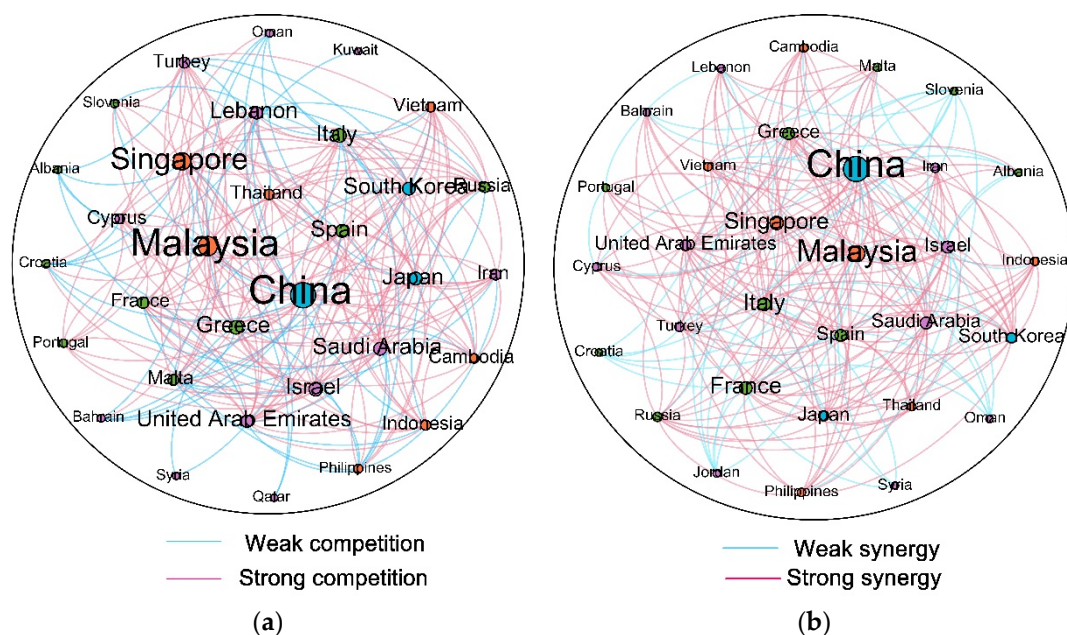 Oman
Kuwait
Turkey
Slovenia
Lebanon
Vietnam
Italy
Singapore
Albania
Thailand
South Korea
Russia
Cyprus
Spain
Malaysia
Croatia
Japan
Iran
China
France
Greece
Portugal
Saudi Arabia
Cambodia
Malta
Israel
Bahrain
United Arab Emirates
Indonesia
Philippines
Syria
Qatar
Weak competition
Strong competition
(a)
Cambodia
Lebanon
Malta
Slovenia
Bahrain
Greece
Vietnam
China
Iran
Albania
Portugal
Singapore
United Arab Emirates
Malaysia
Israel
Cyprus
Indonesia
Italy
Turkey
Spain
Saudi Arabia
South Korea
Croatia
France
Russia
Japan
Thailand
Oman
Jordan
Philippines
Syria
Weak synergy
Strong synergy
(b)